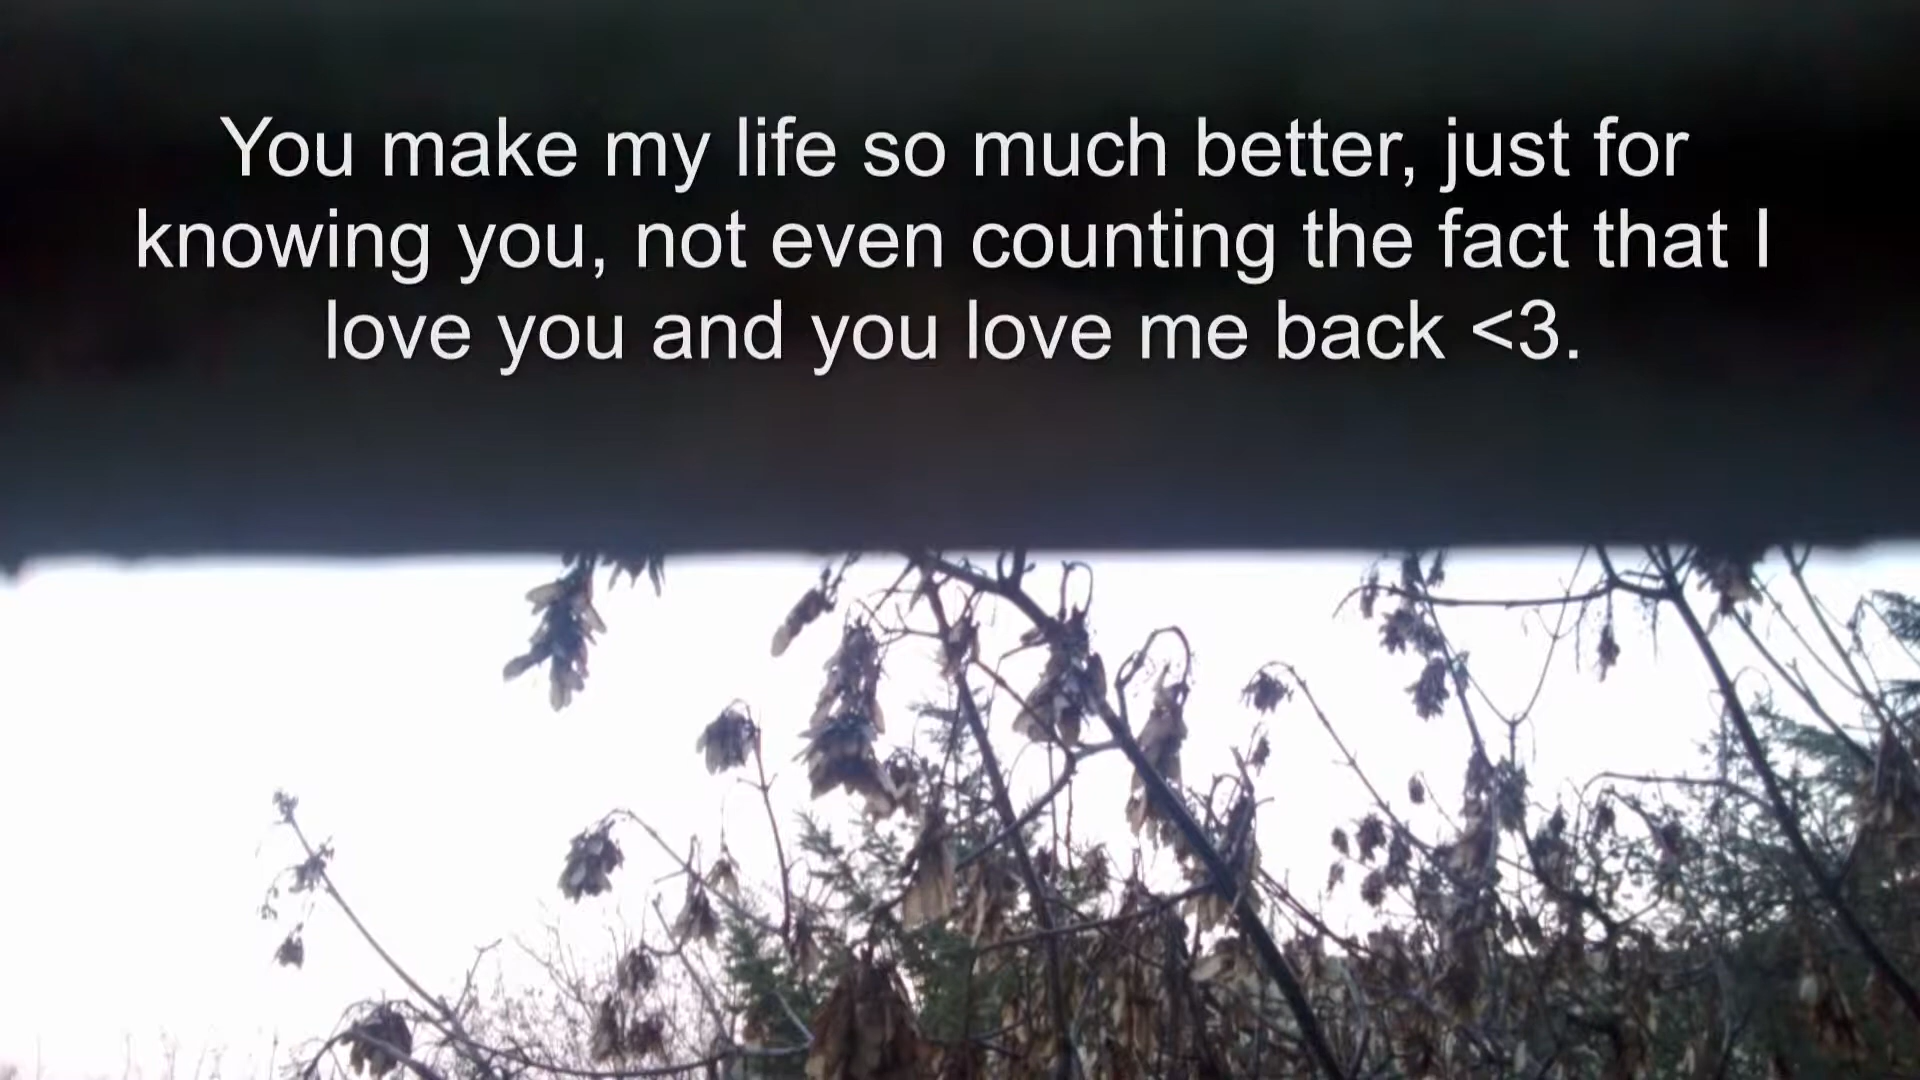 You make my life so much better, just for
knowing you, not even counting the fact that I
love you and you love me back <3.